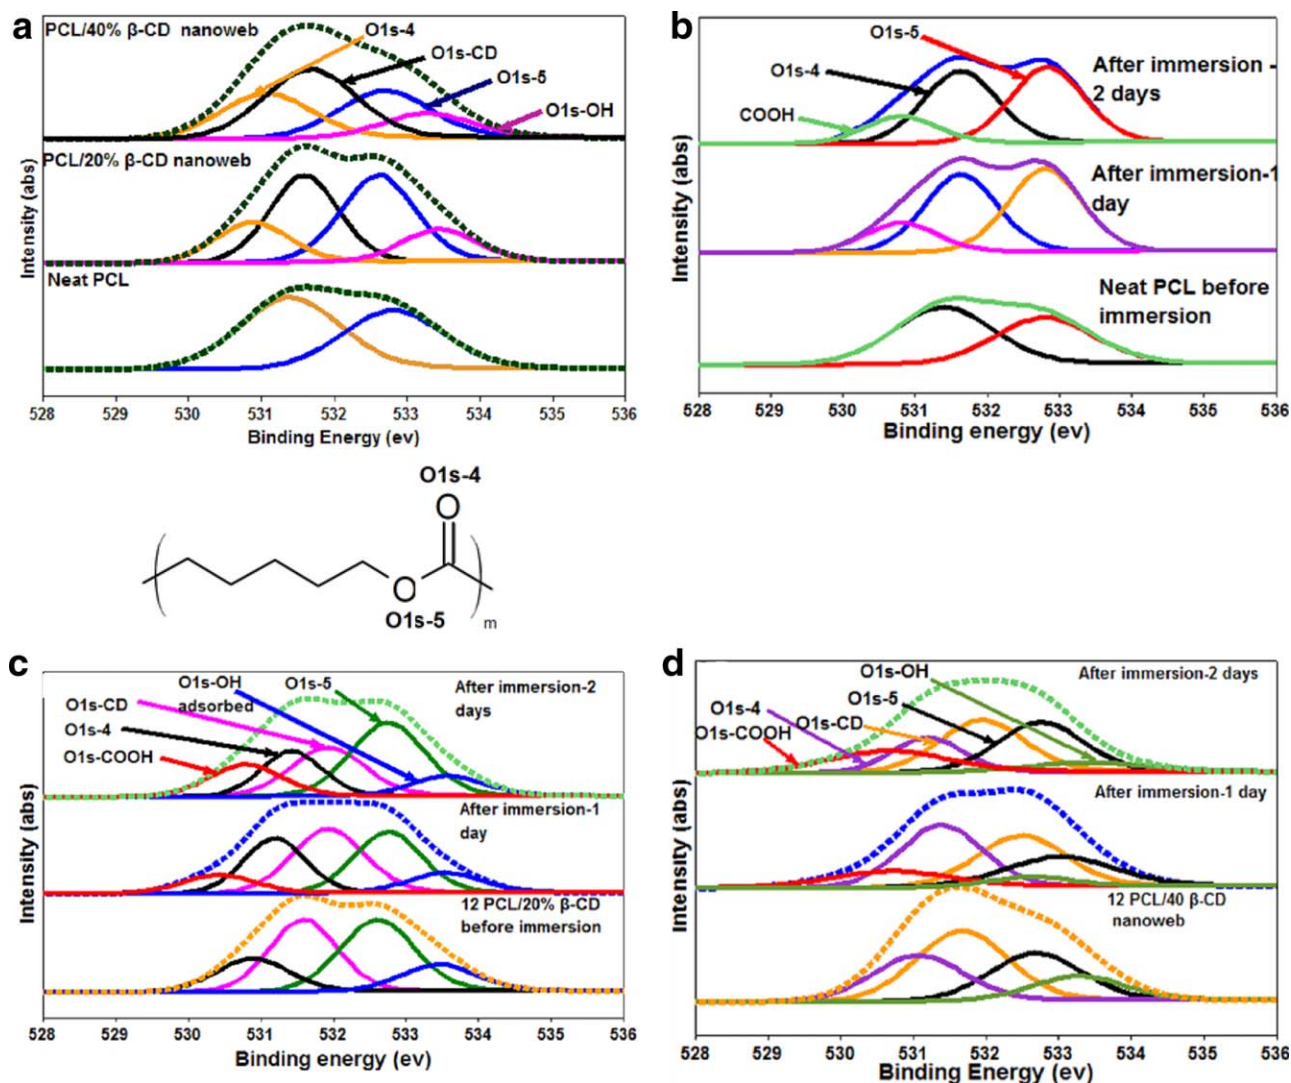 a
PCL/40% β-CD nanoweb
O1s-4
O1s-CD
O1s-5
O1s-OH
PCL/20% β-CD nanoweb
Neat PCL
Intensity (abs)
528 529 530 531 532 533 534 535 536
Binding Energy (ev)
b
O1s-5
O1s-4
COOH
After immersion -
2 days
After immersion-1
day
Neat PCL before
immersion
Intensity (abs)
528 529 530 531 532 533 534 535 536
Binding energy (ev)
O1s-4
O
O
O1s-5
m
c
O1s-OH
adsorbed
O1s-5
O1s-CD
O1s-4
O1s-COOH
After immersion-2
days
After immersion-1
day
12 PCL/20% β-CD
before immersion
Intensity (abs)
528 529 530 531 532 533 534 535 536
Binding energy (ev)
d
O1s-OH
O1s-5
O1s-4
O1s-CD
O1s-COOH
After immersion-2 days
After immersion-1 day
12 PCL/40 β-CD
nanoweb
Intensity (abs)
528 529 530 531 532 533 534 535 536
Binding Energy (ev)